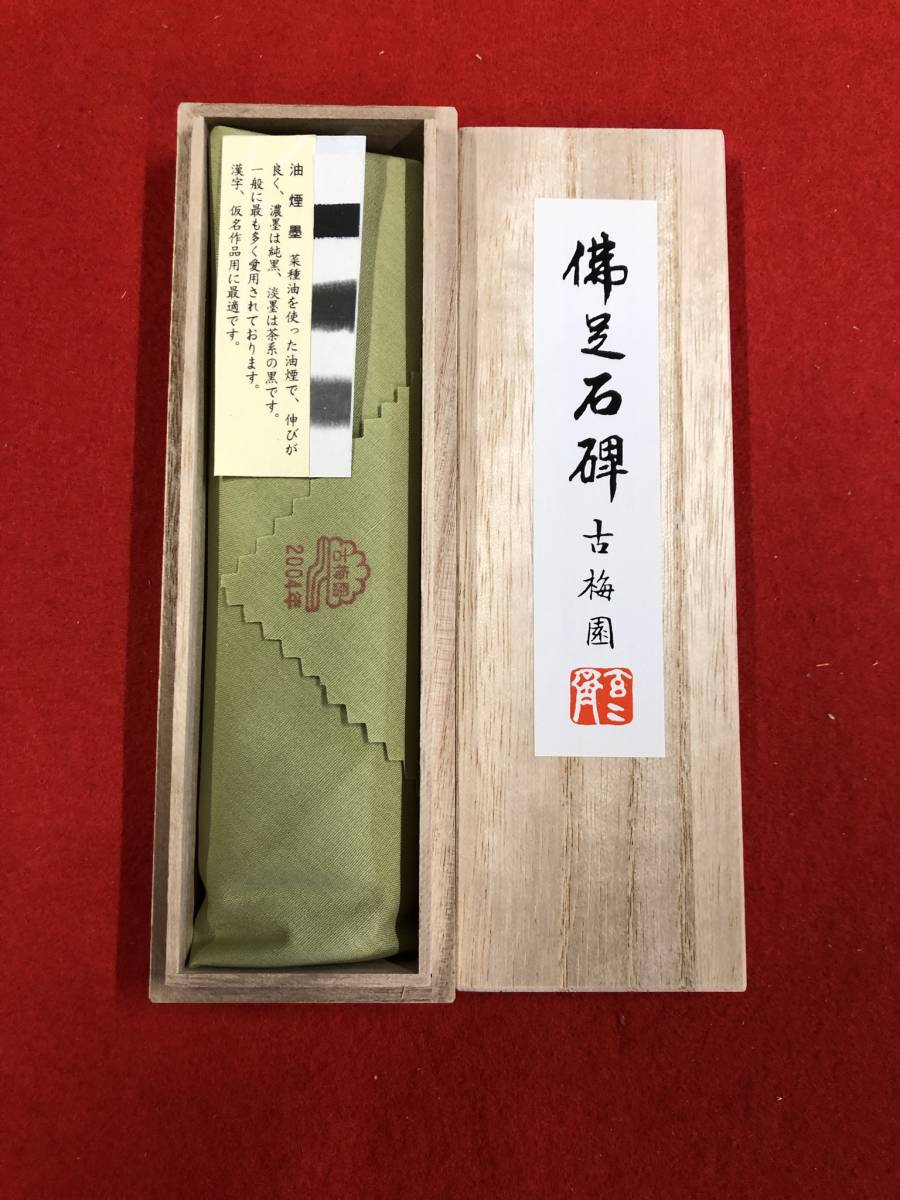 油煙墨 菜種油を使った油煙で、伸びが
良く、濃墨は純黒、淡墨は茶系の黒です。
一般に最も多く愛用されております。
漢字、仮名作品用に最適です。
古梅園
2004年
佛足石碑 古梅園